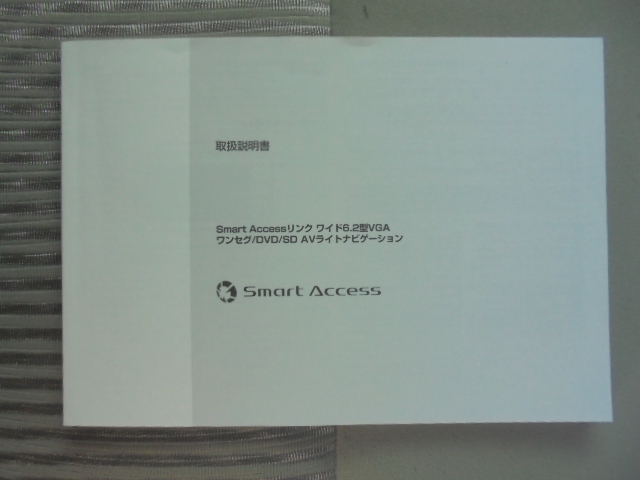 取扱説明書
Smart Accessリンク ワイド6.2型VGA
ワンセグ/DVD/SD AVライトナビゲーション
Smart Access